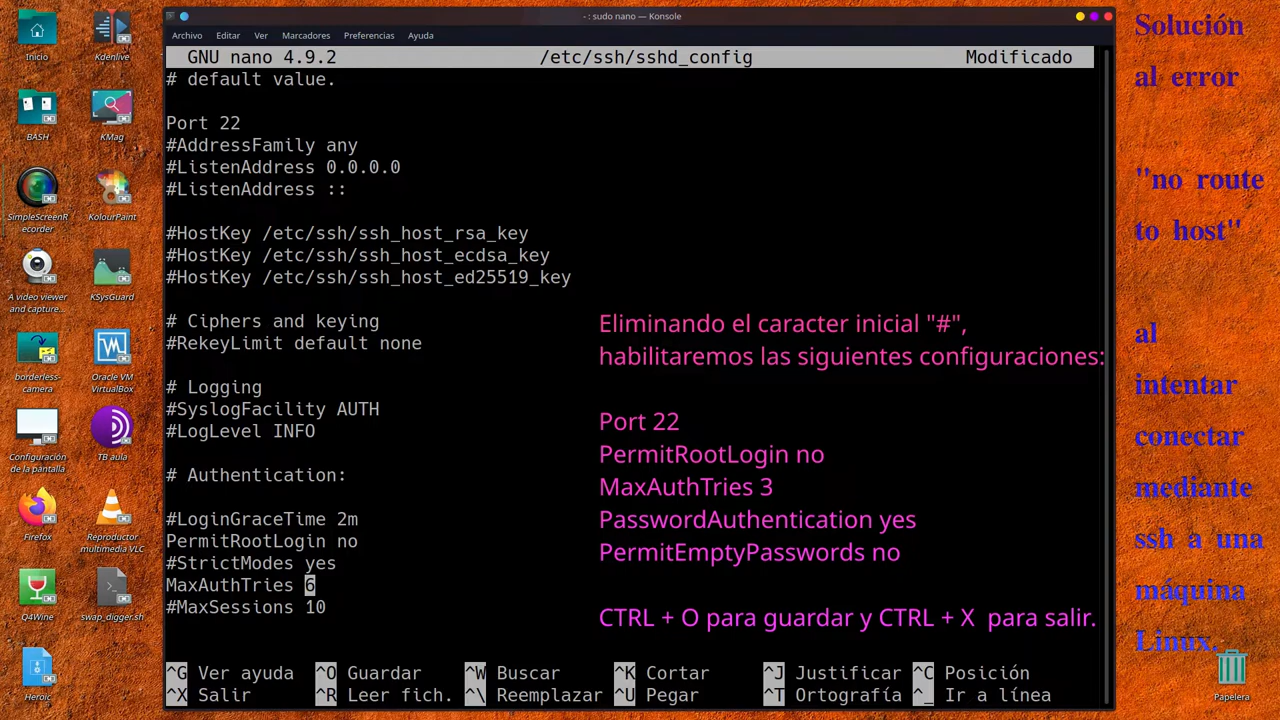 - : sudo nano — Konsole
Archivo Editar Ver Marcadores Preferencias Ayuda
GNU nano 4.9.2 /etc/ssh/sshd_config Modificado
# default value.
Port 22
#AddressFamily any
#ListenAddress 0.0.0.0
#ListenAddress ::
#HostKey /etc/ssh/ssh_host_rsa_key
#HostKey /etc/ssh/ssh_host_ecdsa_key
#HostKey /etc/ssh/ssh_host_ed25519_key
# Ciphers and keying
#RekeyLimit default none
# Logging
#SyslogFacility AUTH
#LogLevel INFO
# Authentication:
#LoginGraceTime 2m
PermitRootLogin no
#StrictModes yes
MaxAuthTries 6
#MaxSessions 10
^G Ver ayuda ^O Guardar ^W Buscar ^K Cortar ^J Justificar ^C Posición
^X Salir ^R Leer fich. ^\ Reemplazar ^U Pegar ^T Ortografía ^_ Ir a línea
Eliminando el caracter inicial "#",
habilitaremos las siguientes configuraciones:
Port 22
PermitRootLogin no
MaxAuthTries 3
PasswordAuthentication yes
PermitEmptyPasswords no
CTRL + O para guardar y CTRL + X para salir.
Solución
al error
"no route
to host"
al
intentar
conectar
mediante
ssh a una
máquina
Linux.
Inicio
Kdenlive
BASH
KMag
SimpleScreenR
ecorder
KolourPaint
A video viewer
and capture...
KSysGuard
borderless-
camera
Oracle VM
VirtualBox
Configuración
de la pantalla
TB aula
Firefox
Reproductor
multimedia VLC
Q4Wine
swap_digger.sh
Heroic
Papelera